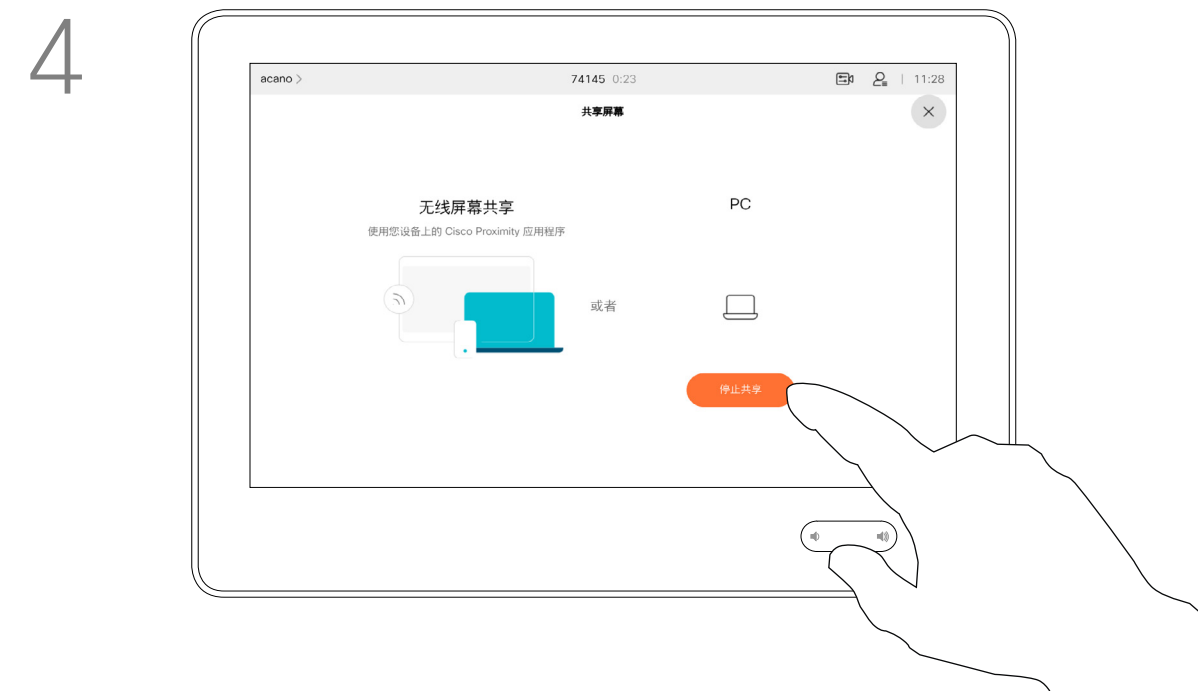 4
acano >
74145 0:23
11:28
共享屏幕
无线屏幕共享
使用您设备上的 Cisco Proximity 应用程序
或者
PC
停止共享